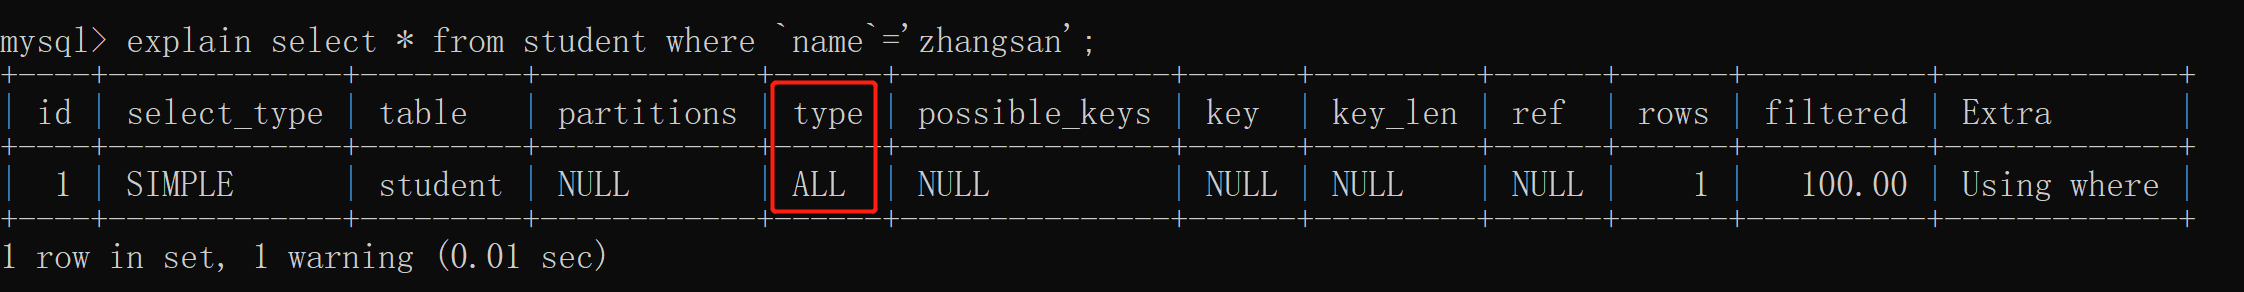 mysql> explain select * from student where `name`='zhangsan';
+----+-------------+---------+------------+------+---------------+------+---------+------+------+----------+-------------+
| id | select_type | table   | partitions | type | possible_keys | key  | key_len | ref  | rows | filtered | Extra       |
+----+-------------+---------+------------+------+---------------+------+---------+------+------+----------+-------------+
|  1 | SIMPLE      | student | NULL       | ALL  | NULL          | NULL | NULL    | NULL |    1 |   100.00 | Using where |
+----+-------------+---------+------------+------+---------------+------+---------+------+------+----------+-------------+
1 row in set, 1 warning (0.01 sec)